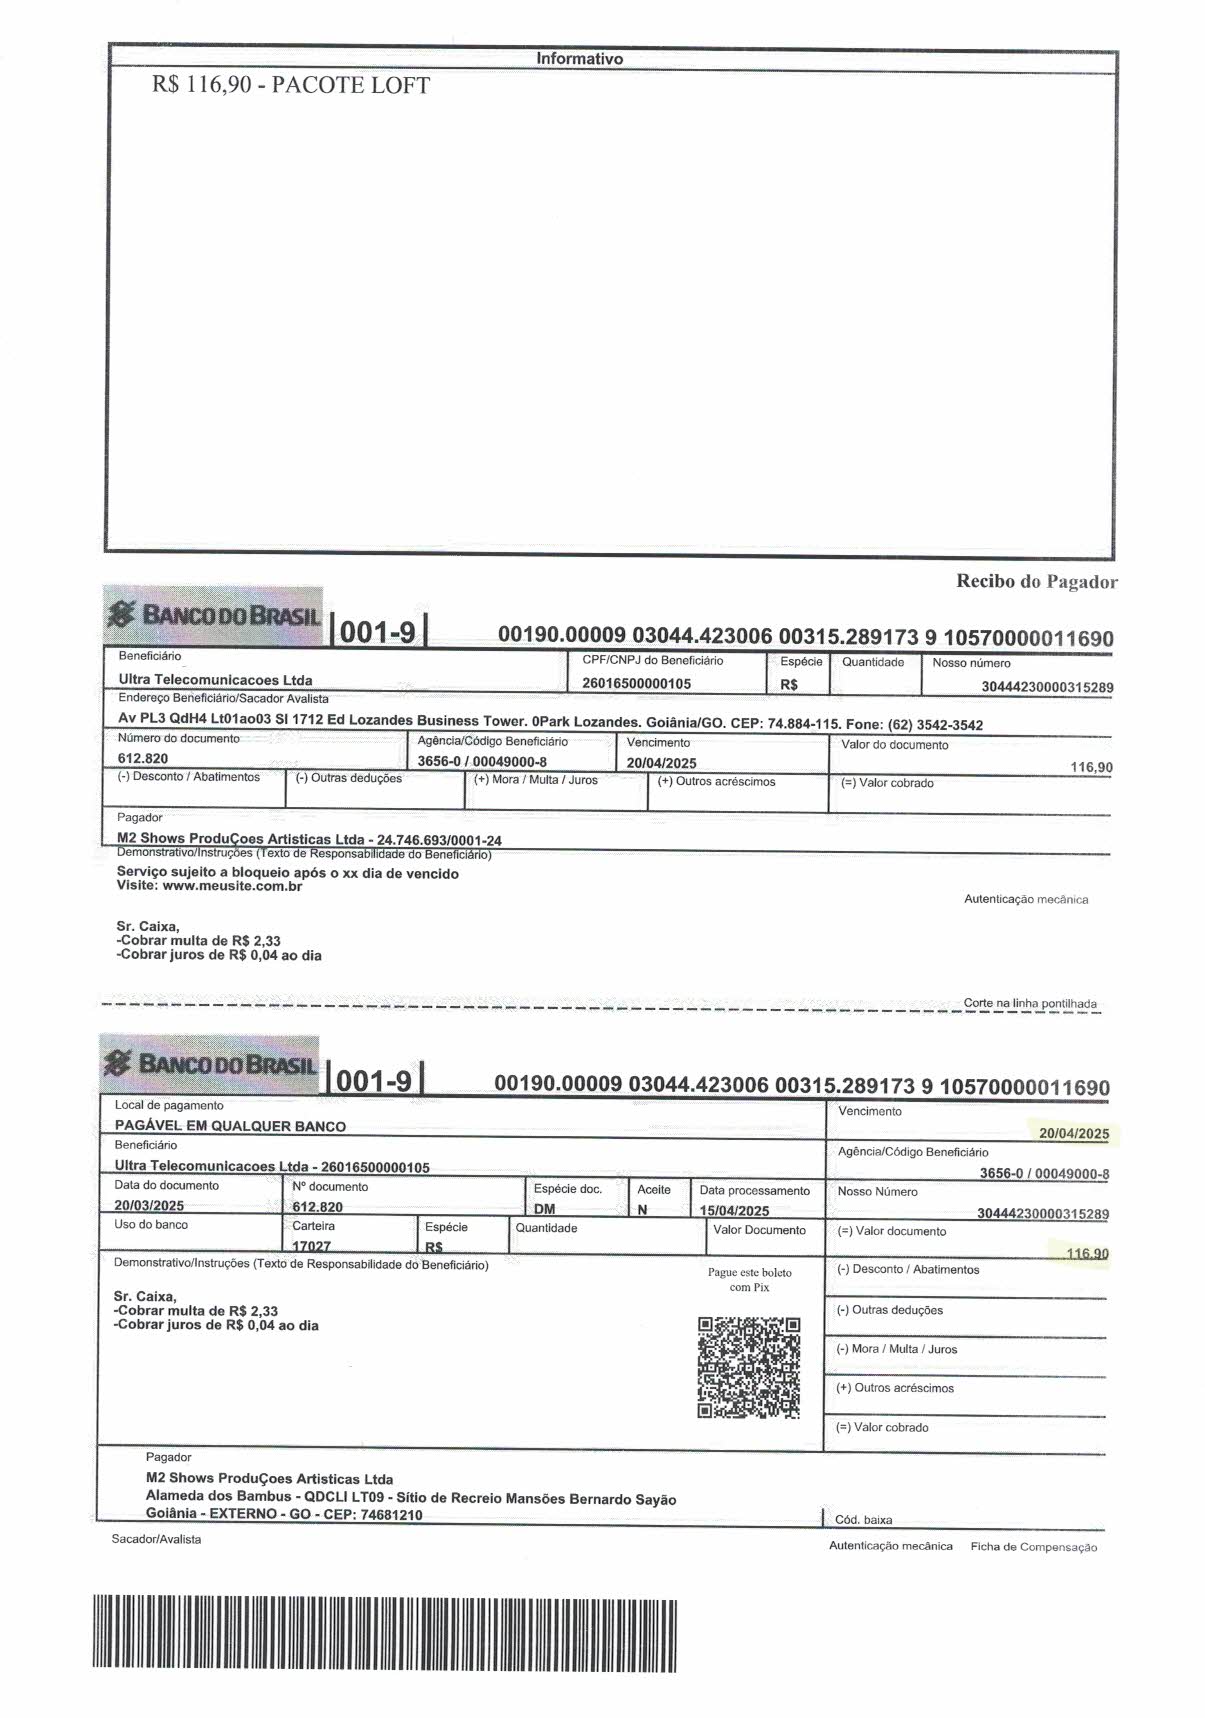 Informativo
R$ 116,90 - PACOTE LOFT
Recibo do Pagador
BANCO DO BRASIL |001-9| 00190.00009 03044.423006 00315.289173 9 10570000011690
Beneficiário CPF/CNPJ do Beneficiário Espécie Quantidade Nosso número
Ultra Telecomunicacoes Ltda 26016500000105 R$ 30444230000315289
Endereço Beneficiário/Sacador Avalista
Av PL3 QdH4 Lt01ao03 Sl 1712 Ed Lozandes Business Tower. 0Park Lozandes. Goiânia/GO. CEP: 74.884-115. Fone: (62) 3542-3542
Número do documento Agência/Código Beneficiário Vencimento Valor do documento
612.820 3656-0 / 00049000-8 20/04/2025 116,90
(-) Desconto / Abatimentos (-) Outras deduções (+) Mora / Multa / Juros (+) Outros acréscimos (=) Valor cobrado
Pagador
M2 Shows ProduÇoes Artisticas Ltda - 24.746.693/0001-24
Demonstrativo/Instruções (Texto de Responsabilidade do Beneficiário)
Serviço sujeito a bloqueio após o xx dia de vencido
Visite: www.meusite.com.br
Autenticação mecânica
Sr. Caixa,
-Cobrar multa de R$ 2,33
-Cobrar juros de R$ 0,04 ao dia
Corte na linha pontilhada
BANCO DO BRASIL |001-9| 00190.00009 03044.423006 00315.289173 9 10570000011690
Local de pagamento Vencimento
PAGÁVEL EM QUALQUER BANCO 20/04/2025
Beneficiário Agência/Código Beneficiário
Ultra Telecomunicacoes Ltda - 26016500000105 3656-0 / 00049000-8
Data do documento Nº documento Espécie doc. Aceite Data processamento Nosso Número
20/03/2025 612.820 DM N 15/04/2025 30444230000315289
Uso do banco Carteira Espécie Quantidade Valor Documento (=) Valor documento
17027 R$ 116,90
Demonstrativo/Instruções (Texto de Responsabilidade do Beneficiário)
Pague este boleto
com Pix
(-) Desconto / Abatimentos
Sr. Caixa,
-Cobrar multa de R$ 2,33
-Cobrar juros de R$ 0,04 ao dia
(-) Outras deduções
(-) Mora / Multa / Juros
(+) Outros acréscimos
(=) Valor cobrado
Pagador
M2 Shows ProduÇoes Artisticas Ltda
Alameda dos Bambus - QDCLI LT09 - Sítio de Recreio Mansões Bernardo Sayão
Goiânia - EXTERNO - GO - CEP: 74681210
Cód. baixa
Sacador/Avalista
Autenticação mecânica Ficha de Compensação